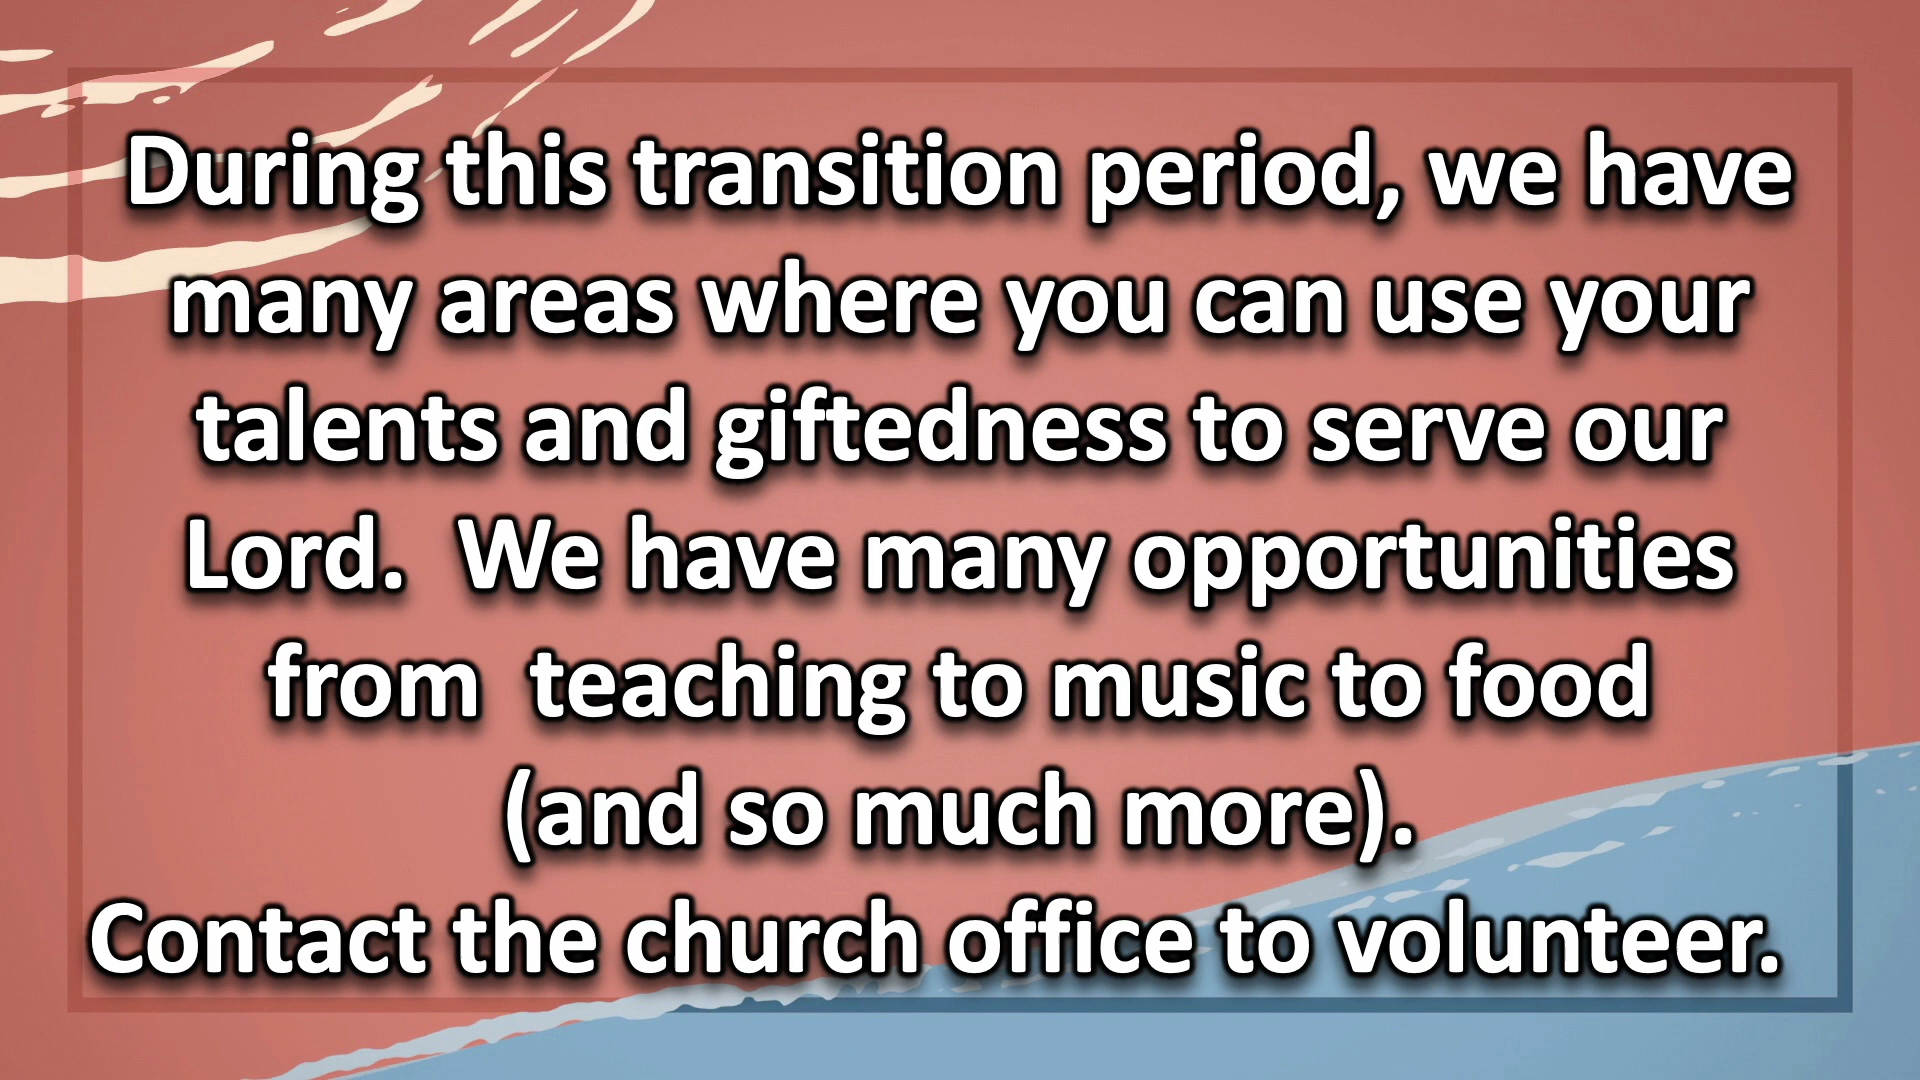 During this transition period, we have
many areas where you can use your
talents and giftedness to serve our
Lord.  We have many opportunities
from  teaching to music to food
(and so much more).
Contact the church office to volunteer.